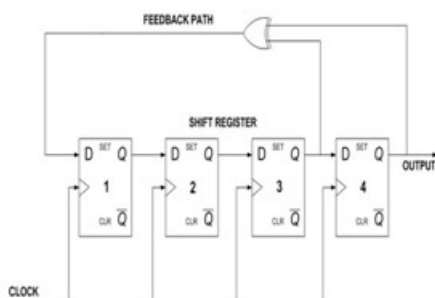 FEEDBACK PATH
SHIFT REGISTER
D SET Q
1
CLR Q
D SET Q
2
CLR Q
D SET Q
3
CLR Q
D SET Q
4
CLR Q
OUTPUT
CLOCK